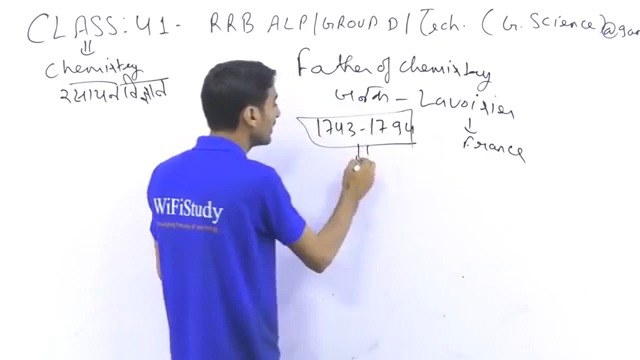 CLASS:41- RRB ALP/GROUP D/Tech. (G. Science)
Chemistry
रसायन विज्ञान
Father of chemistry
जनक - Lavoisier
1743-1794
France
WiFiStudy